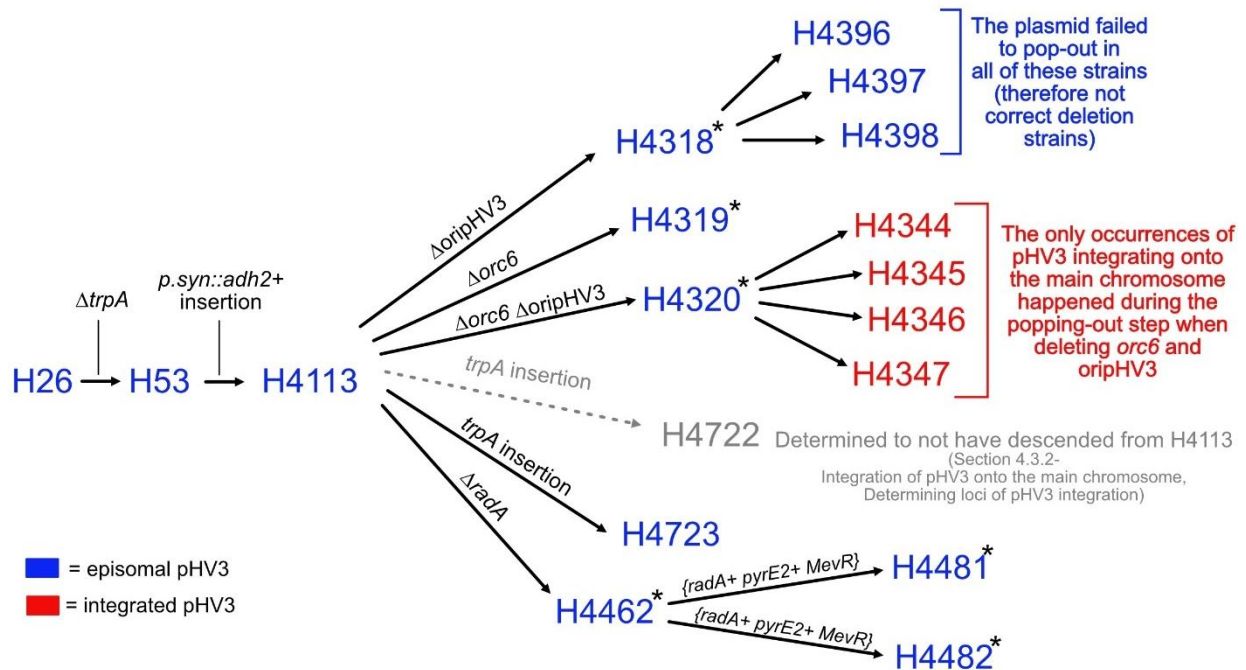 H4396
H4397
H4398
The plasmid failed
to pop-out in
all of these strains
(therefore not
correct deletion
strains)
H4318*
ΔoripHV3
H4319*
Δorc6
H4320*
Δorc6 ΔoripHV3
H4344
H4345
H4346
H4347
The only occurrences of
pHV3 integrating onto
the main chromosome
happened during the
popping-out step when
deleting orc6 and
oripHV3
p.syn::adh2+
insertion
ΔtrpA
H26
H53
H4113
trpA insertion
H4722
Determined to not have descended from H4113
(Section 4.3.2-
Integration of pHV3 onto the main chromosome,
Determining loci of pHV3 integration)
trpA insertion
H4723
ΔradA
H4462*
{radA+ pyrE2+ MevR}
H4481*
{radA+ pyrE2+ MevR}
H4482*
= episomal pHV3
= integrated pHV3